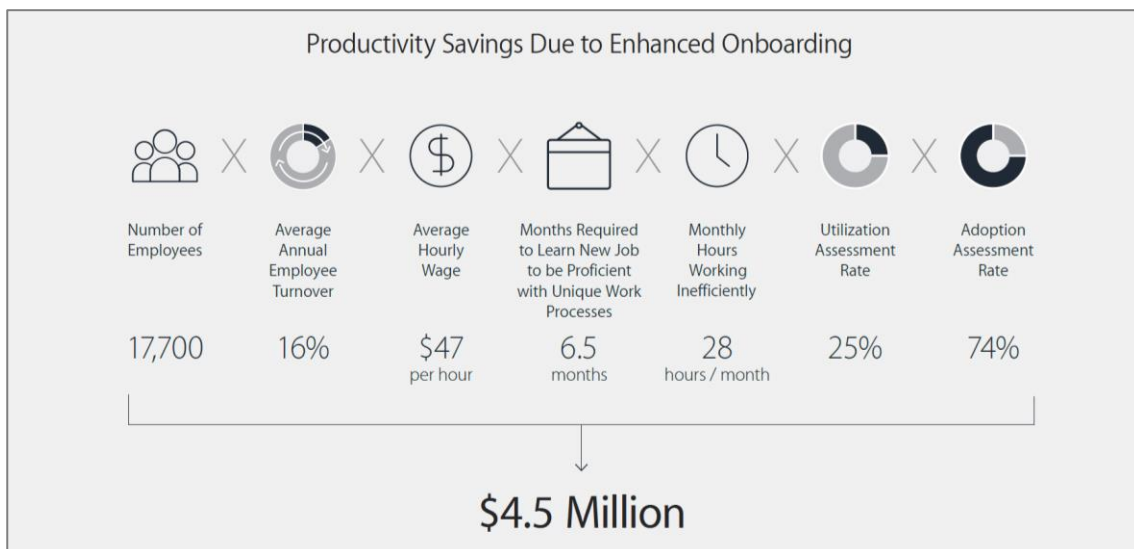 Productivity Savings Due to Enhanced Onboarding
X X X X X X
Number of
Employees
Average
Annual
Employee
Turnover
$
Average
Hourly
Wage
Months Required
to Learn New Job
to be Proficient
with Unique Work
Processes
Monthly
Hours
Working
Inefficiently
Utilization
Assessment
Rate
Adoption
Assessment
Rate
17,700
16%
$47
per hour
6.5
months
28
hours / month
25%
74%
$4.5 Million